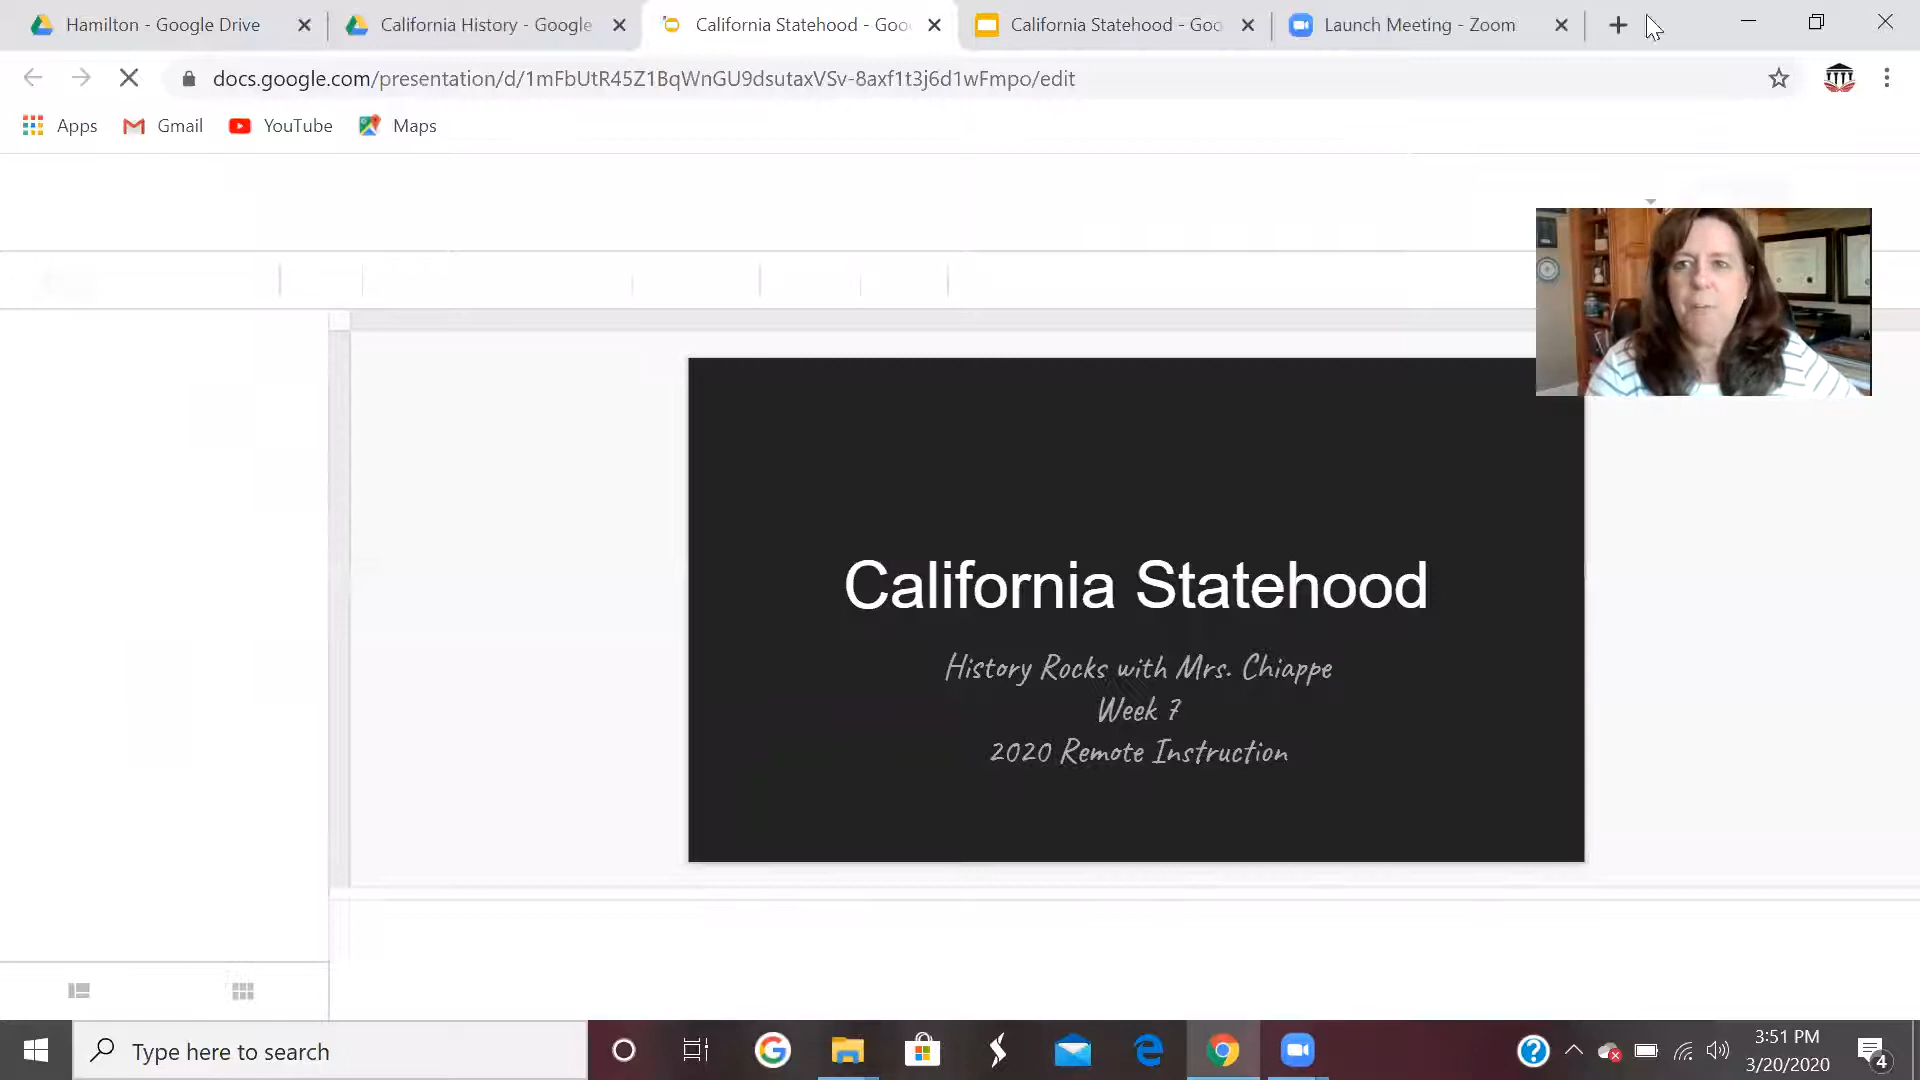 Hamilton - Google Drive
California History - Google
California Statehood - Goo
California Statehood - Goo
Launch Meeting - Zoom
docs.google.com/presentation/d/1mFbUtR45Z1BqWnGU9dsutaxVSv-8axf1t3j6d1wFmpo/edit
Apps
Gmail
YouTube
Maps
California Statehood
History Rocks with Mrs. Chiappe
Week 7
2020 Remote Instruction
Type here to search
3:51 PM
3/20/2020
4